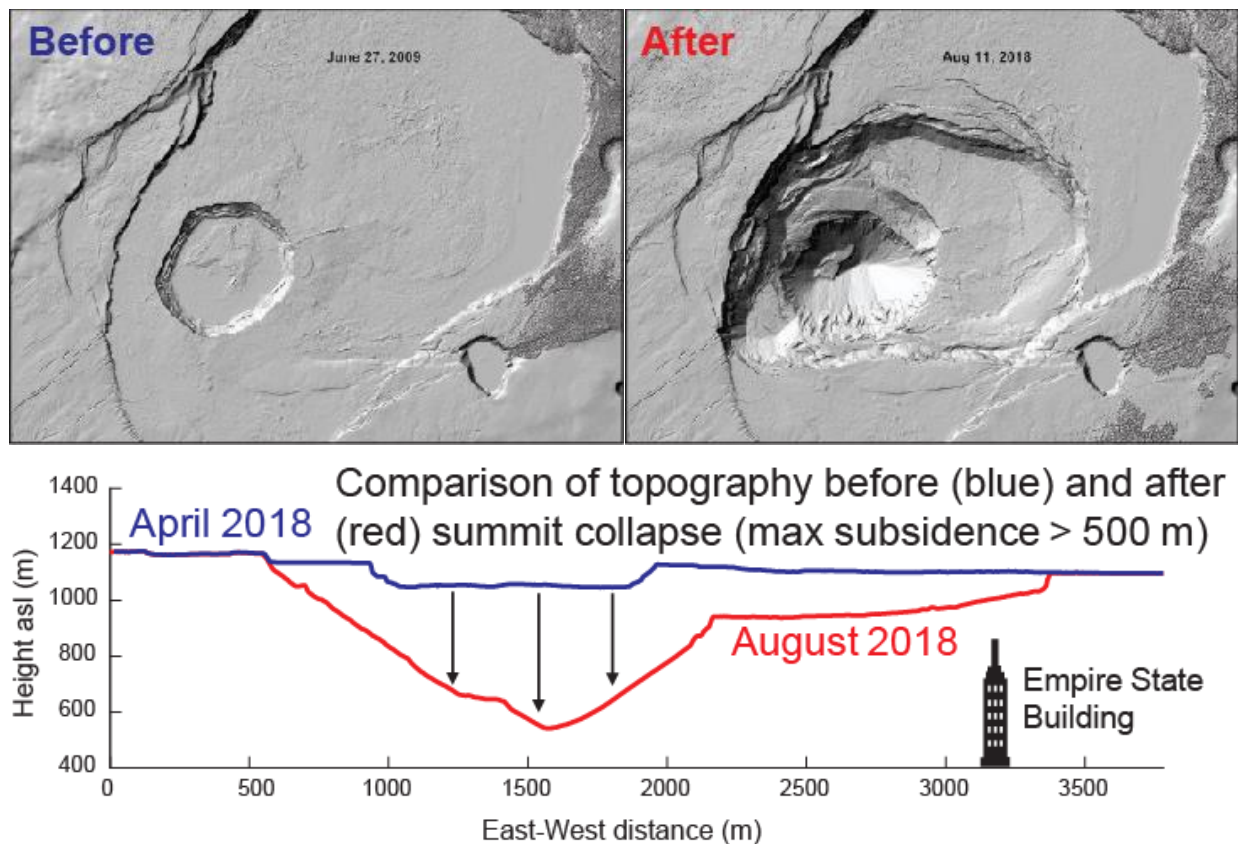 Before
June 27, 2009
After
Aug 11, 2018
Comparison of topography before (blue) and after
(red) summit collapse (max subsidence > 500 m)
April 2018
August 2018
Empire State
Building
Height asl (m)
1400
1200
1000
800
600
400
0 500 1000 1500 2000 2500 3000 3500
East-West distance (m)